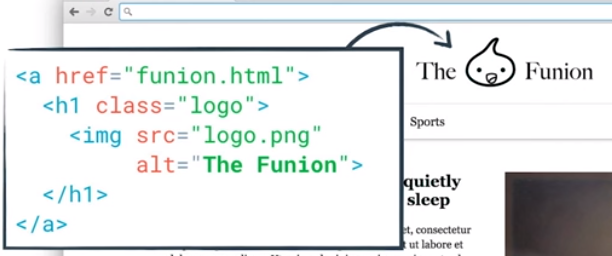 The Funion
<a href="funion.html">
<h1 class="logo">
<img src="logo.png"
alt="The Funion">
</h1>
</a>
Sports
quietly
sleep
et, consectetur
ut labore et